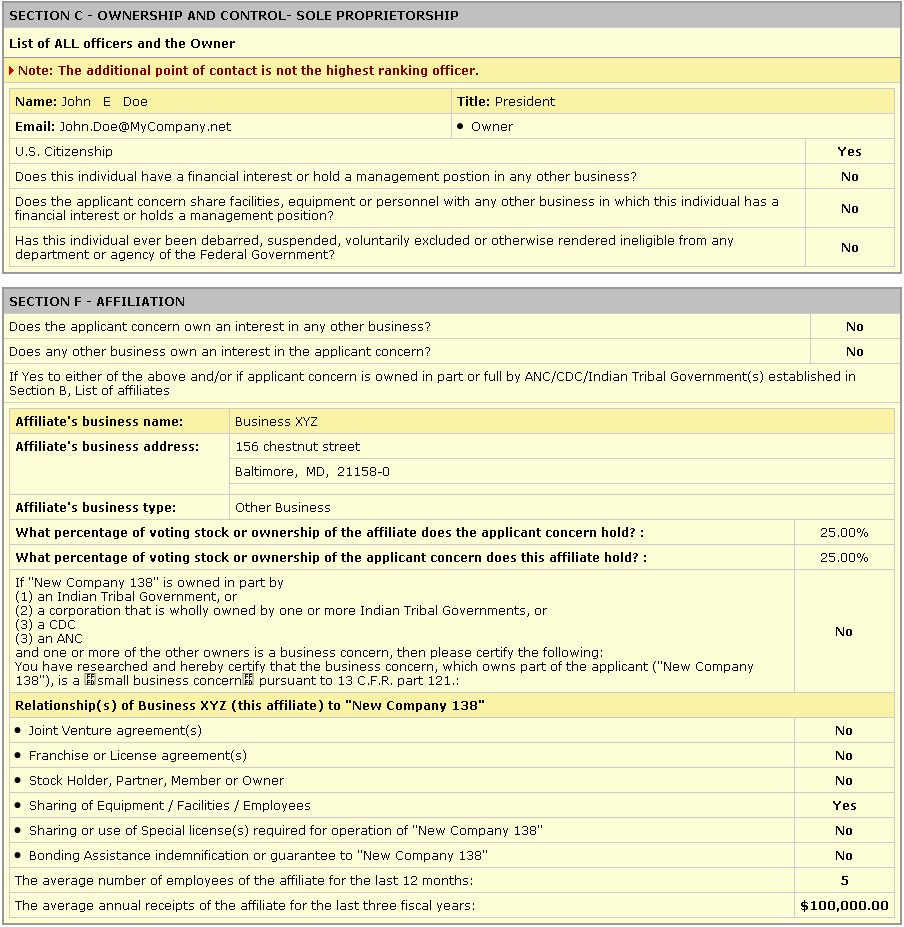 SECTION C - OWNERSHIP AND CONTROL- SOLE PROPRIETORSHIP
List of ALL officers and the Owner
Note: The additional point of contact is not the highest ranking officer.
Name: John E Doe Title: President
Email: John.Doe@MyCompany.net • Owner
U.S. Citizenship Yes
Does this individual have a financial interest or hold a management postion in any other business? No
Does the applicant concern share facilities, equipment or personnel with any other business in which this individual has a
financial interest or holds a management position? No
Has this individual ever been debarred, suspended, voluntarily excluded or otherwise rendered ineligible from any
department or agency of the Federal Government? No
SECTION F - AFFILIATION
Does the applicant concern own an interest in any other business? No
Does any other business own an interest in the applicant concern? No
If Yes to either of the above and/or if applicant concern is owned in part or full by ANC/CDC/Indian Tribal Government(s) established in
Section B, List of affiliates
Affiliate's business name: Business XYZ
Affiliate's business address: 156 chestnut street
Baltimore, MD, 21158-0
Affiliate's business type: Other Business
What percentage of voting stock or ownership of the affiliate does the applicant concern hold? : 25.00%
What percentage of voting stock or ownership of the applicant concern does this affiliate hold? : 25.00%
If "New Company 138" is owned in part by
(1) an Indian Tribal Government, or
(2) a corporation that is wholly owned by one or more Indian Tribal Governments, or
(3) a CDC
(3) an ANC
and one or more of the other owners is a business concern, then please certify the following:
You have researched and hereby certify that the business concern, which owns part of the applicant ("New Company
138"), is a small business concern pursuant to 13 C.F.R. part 121.: No
Relationship(s) of Business XYZ (this affiliate) to "New Company 138"
• Joint Venture agreement(s) No
• Franchise or License agreement(s) No
• Stock Holder, Partner, Member or Owner No
• Sharing of Equipment / Facilities / Employees Yes
• Sharing or use of Special license(s) required for operation of "New Company 138" No
• Bonding Assistance indemnification or guarantee to "New Company 138" No
The average number of employees of the affiliate for the last 12 months: 5
The average annual receipts of the affiliate for the last three fiscal years: $100,000.00